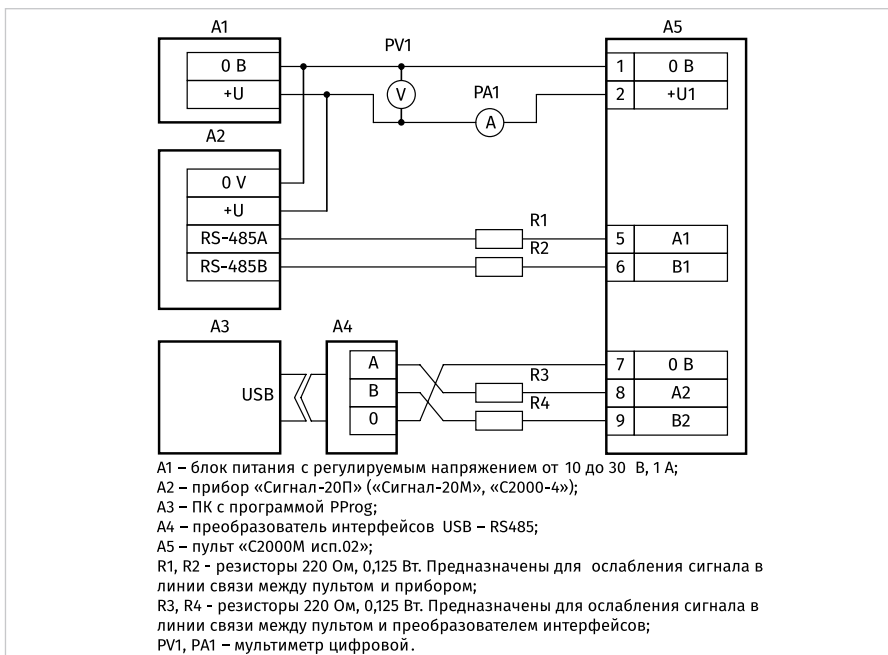 A1
PV1
A5
0 В
+U
V
PA1
A
1
0 В
2
+U1
A2
0 V
+U
RS-485A
RS-485B
R1
R2
5
A1
6
B1
A3
A4
USB
A
B
0
R3
R4
7
0 В
8
A2
9
B2
A1 – блок питания с регулируемым напряжением от 10 до 30 В, 1 А;
A2 – прибор «Сигнал-20П» («Сигнал-20М», «С2000-4»);
A3 – ПК с программой PProg;
A4 – преобразователь интерфейсов USB – RS485;
A5 – пульт «С2000М исп.02»;
R1, R2 - резисторы 220 Ом, 0,125 Вт. Предназначены для ослабления сигнала в
линии связи между пультом и прибором;
R3, R4 - резисторы 220 Ом, 0,125 Вт. Предназначены для ослабления сигнала в
линии связи между пультом и преобразователем интерфейсов;
PV1, PA1 – мультиметр цифровой.